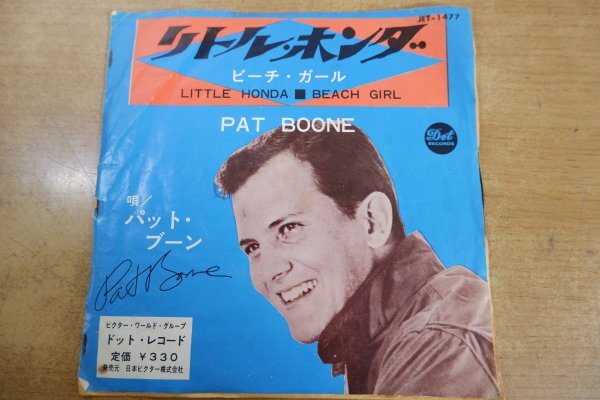 JET-1477
リトル・ホンダ
ビーチ・ガール
LITTLE HONDA ■ BEACH GIRL
PAT BOONE
Dot
RECORDS
唄/
パット・
ブーン
Pat Boone
ビクター・ワールド・グループ
ドット・レコード
定価 ¥330
発売元 日本ビクター株式会社